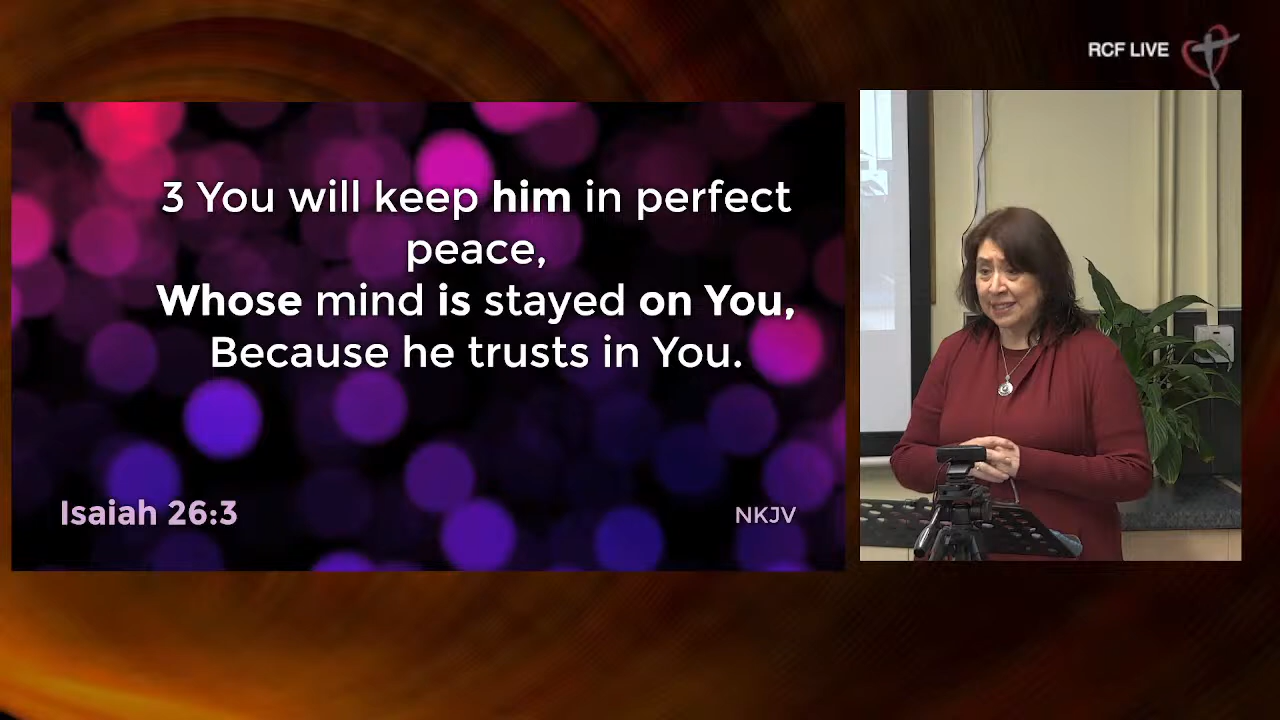 RCF LIVE
3 You will keep him in perfect
peace,
Whose mind is stayed on You,
Because he trusts in You.
Isaiah 26:3
NKJV